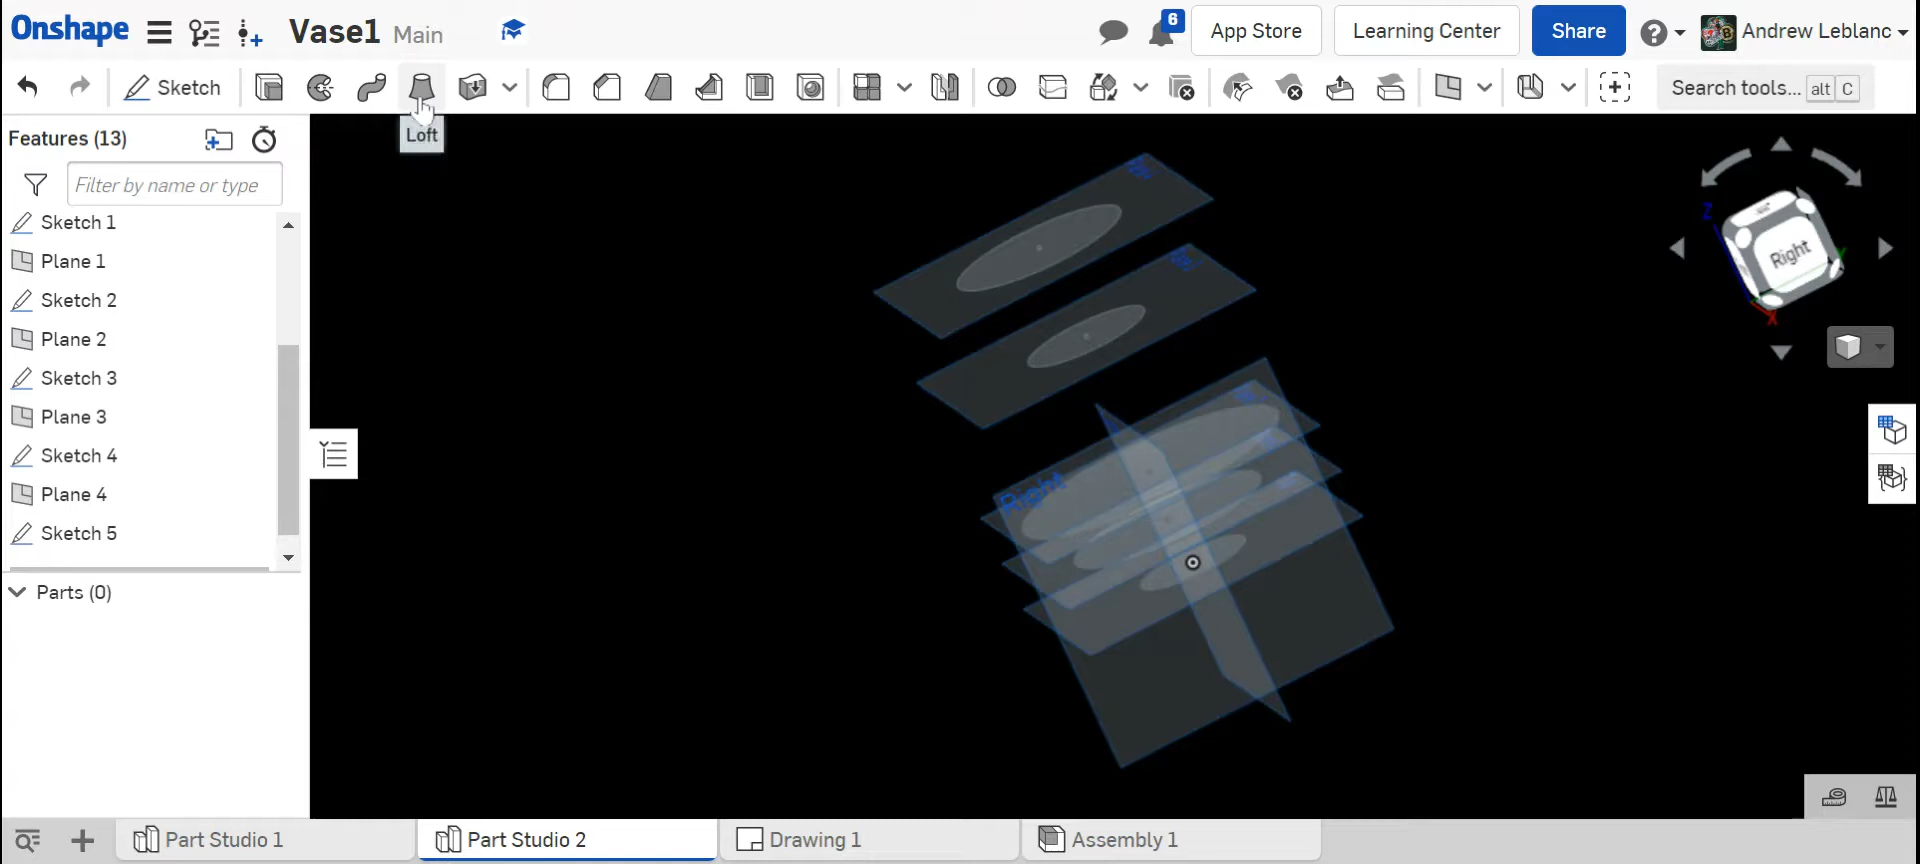 Onshape
Vase1 Main
6
App Store
Learning Center
Share
Andrew Leblanc
Sketch
Search tools... alt C
Loft
Features (13)
Filter by name or type
Sketch 1
Plane 1
Sketch 2
Plane 2
Sketch 3
Plane 3
Sketch 4
Plane 4
Sketch 5
Parts (0)
Right
Z
Right
Y
X
Part Studio 1
Part Studio 2
Drawing 1
Assembly 1